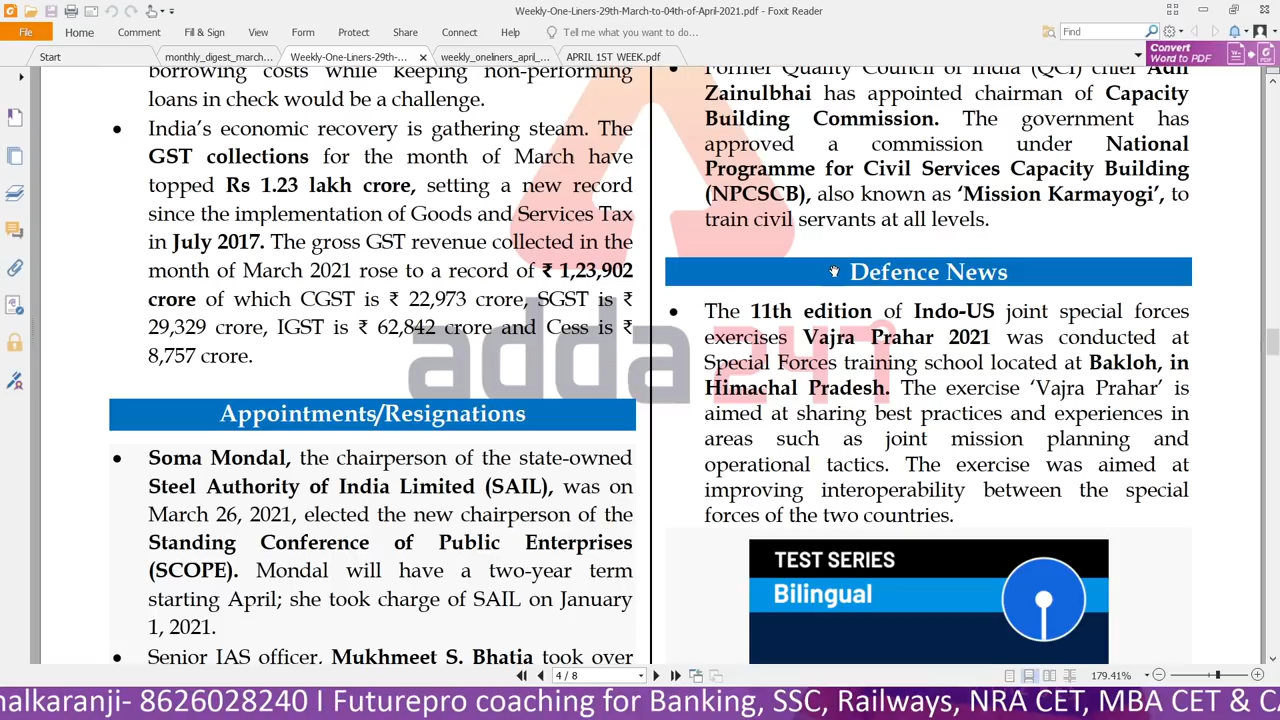 Weekly-One-Liners-29th-March-to-04th-of-April-2021.pdf - Foxit Reader
File Home Comment Fill & Sign View Form Protect Share Connect Help Tell me what you want to do... Find
Start monthly_digest_march... Weekly-One-Liners-29th-... weekly_oneliners_april_... APRIL 1ST WEEK.pdf
Convert
Word to PDF
borrowing costs while keeping non-performing
loans in check would be a challenge.
• India's economic recovery is gathering steam. The
GST collections for the month of March have
topped Rs 1.23 lakh crore, setting a new record
since the implementation of Goods and Services Tax
in July 2017. The gross GST revenue collected in the
month of March 2021 rose to a record of ₹ 1,23,902
crore of which CGST is ₹ 22,973 crore, SGST is ₹
29,329 crore, IGST is ₹ 62,842 crore and Cess is ₹
8,757 crore.
Appointments/Resignations
• Soma Mondal, the chairperson of the state-owned
Steel Authority of India Limited (SAIL), was on
March 26, 2021, elected the new chairperson of the
Standing Conference of Public Enterprises
(SCOPE). Mondal will have a two-year term
starting April; she took charge of SAIL on January
1, 2021.
• Senior IAS officer, Mukhmeet S. Bhatia took over
• Former Quality Council of India (QCI) chief Adil
Zainulbhai has appointed chairman of Capacity
Building Commission. The government has
approved a commission under National
Programme for Civil Services Capacity Building
(NPCSCB), also known as 'Mission Karmayogi', to
train civil servants at all levels.
Defence News
• The 11th edition of Indo-US joint special forces
exercises Vajra Prahar 2021 was conducted at
Special Forces training school located at Bakloh, in
Himachal Pradesh. The exercise 'Vajra Prahar' is
aimed at sharing best practices and experiences in
areas such as joint mission planning and
operational tactics. The exercise was aimed at
improving interoperability between the special
forces of the two countries.
TEST SERIES
Bilingual
adda 247
4 / 8
179.41%
halkaranji- 8626028240 I Futurepro coaching for Banking, SSC, Railways, NRA CET, MBA CET & CA